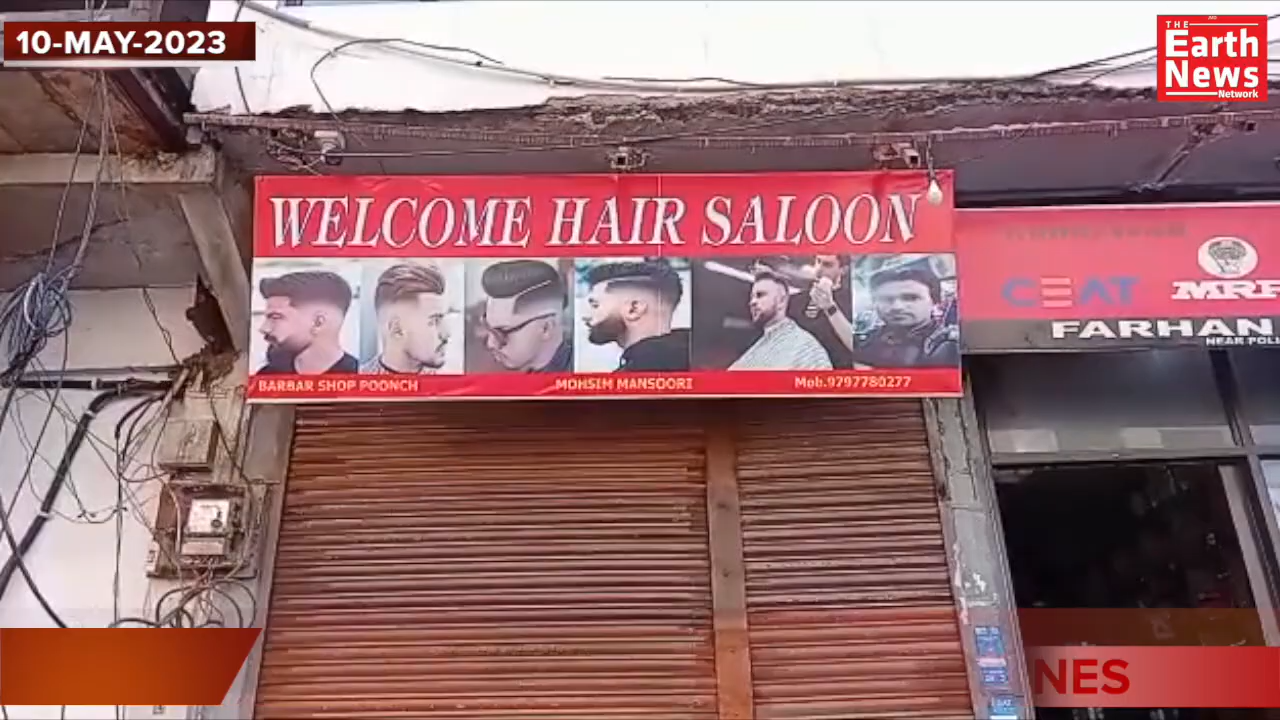 10-MAY-2023
THE
Earth
News
Network
WELCOME HAIR SALOON
BARBAR SHOP POONCH
MOHSIM MANSOORI
Mob.9797780277
CEAT
MRF
FARHAN
NEAR POLI
NES